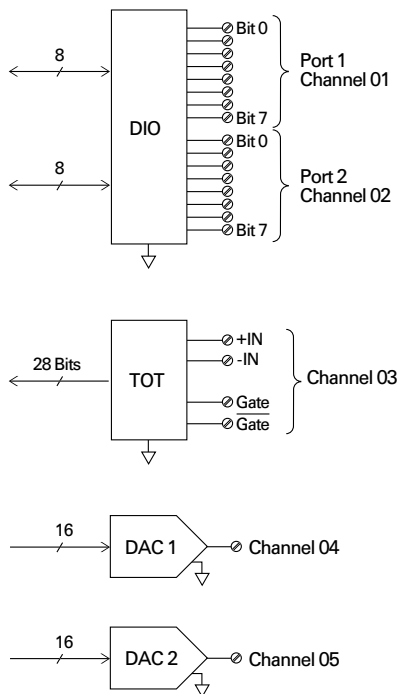 8
DIO
Bit 0
Bit 7
Port 1
Channel 01
8
Bit 0
Bit 7
Port 2
Channel 02
28 Bits
TOT
+IN
-IN
Gate
Gate
Channel 03
16
DAC 1
Channel 04
16
DAC 2
Channel 05